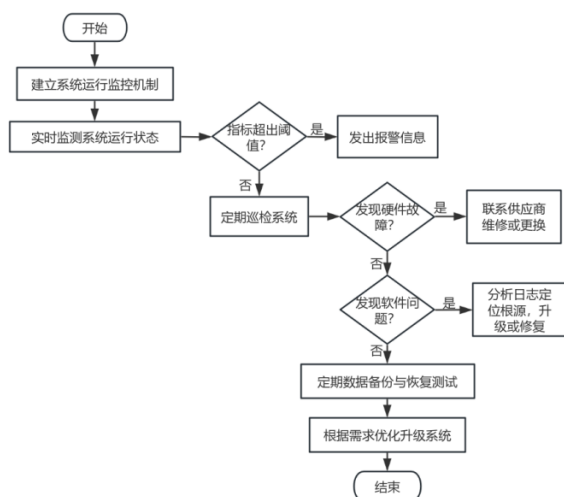 开始
建立系统运行监控机制
实时监测系统运行状态
指标超出阈
值?
是
发出报警信息
否
定期巡检系统
发现硬件故
障?
是
联系供应商
维修或更换
否
发现软件问
题?
是
分析日志定
位根源，升
级或修复
否
定期数据备份与恢复测试
根据需求优化升级系统
结束